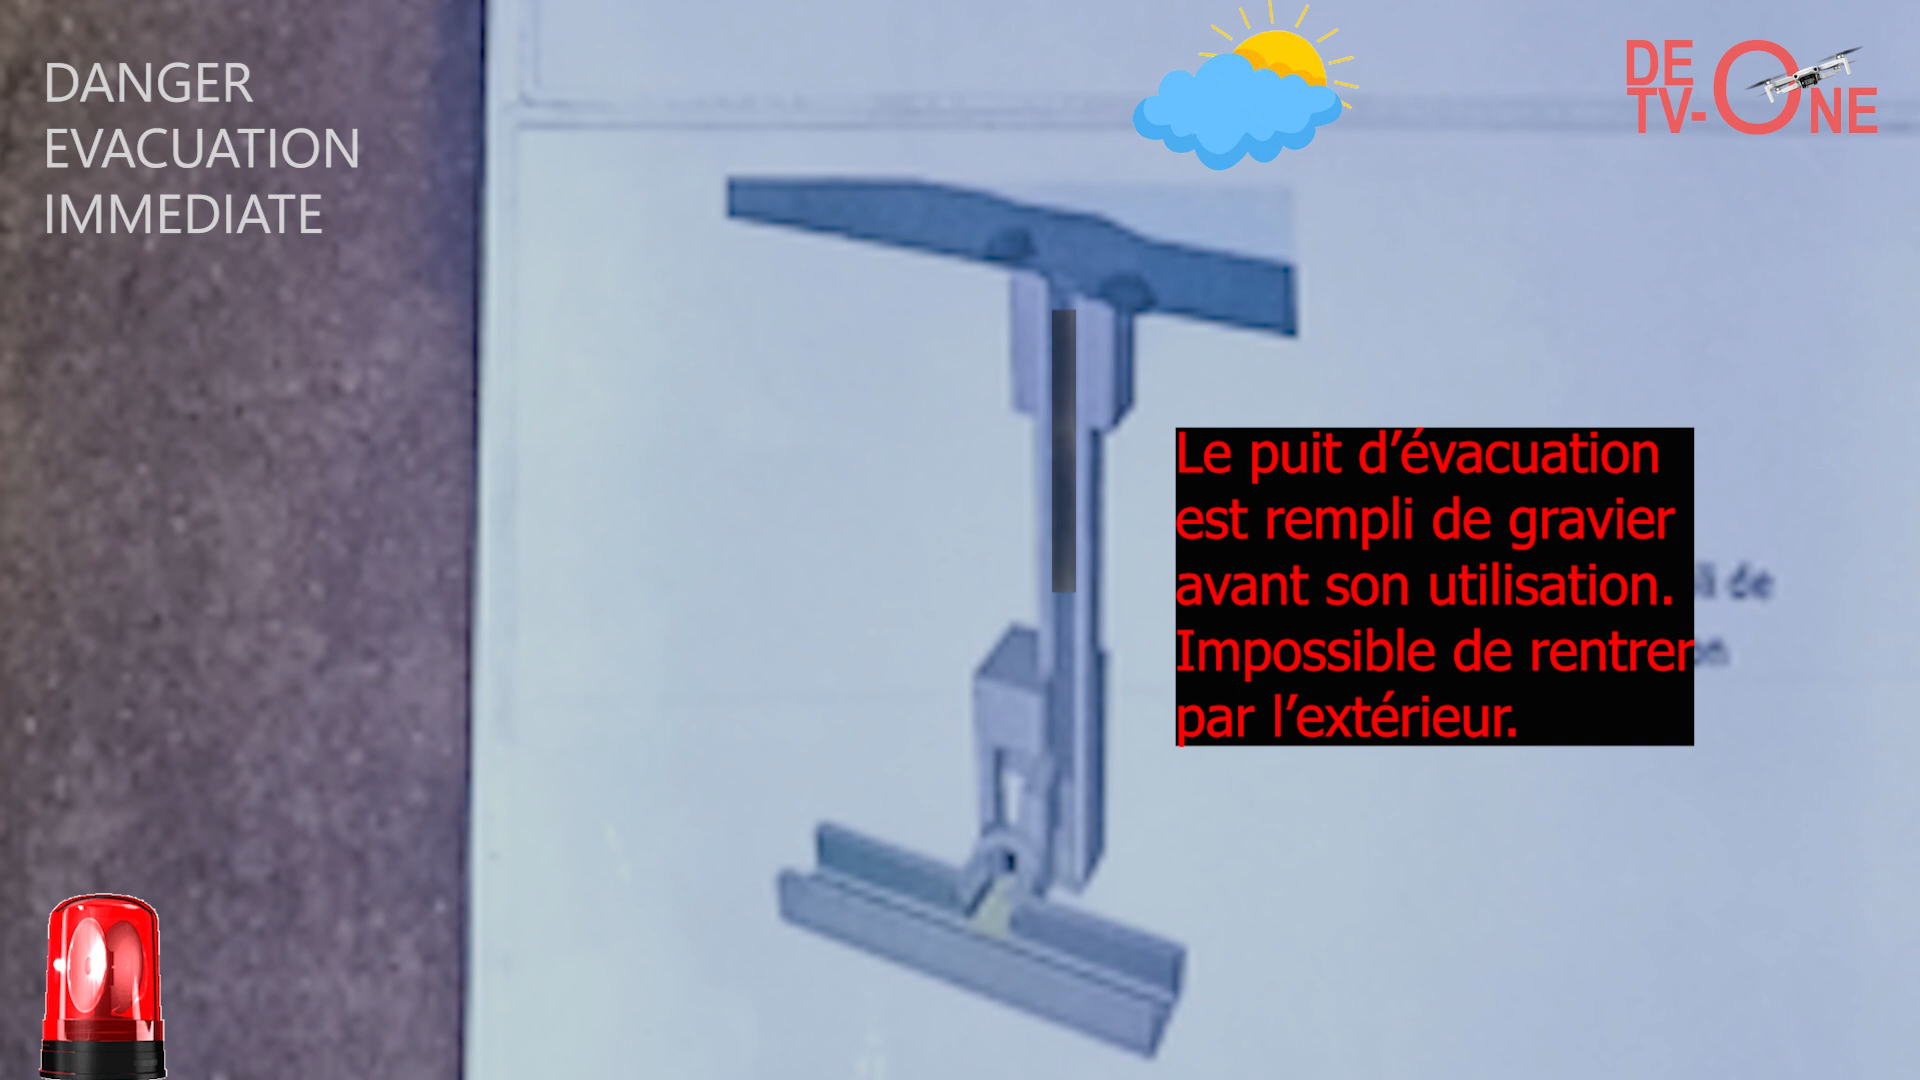 DANGER
EVACUATION
IMMEDIATE
DE
TV-ONE
Le puit d’évacuation
est rempli de gravier
avant son utilisation.
Impossible de rentrer
par l’extérieur.
de